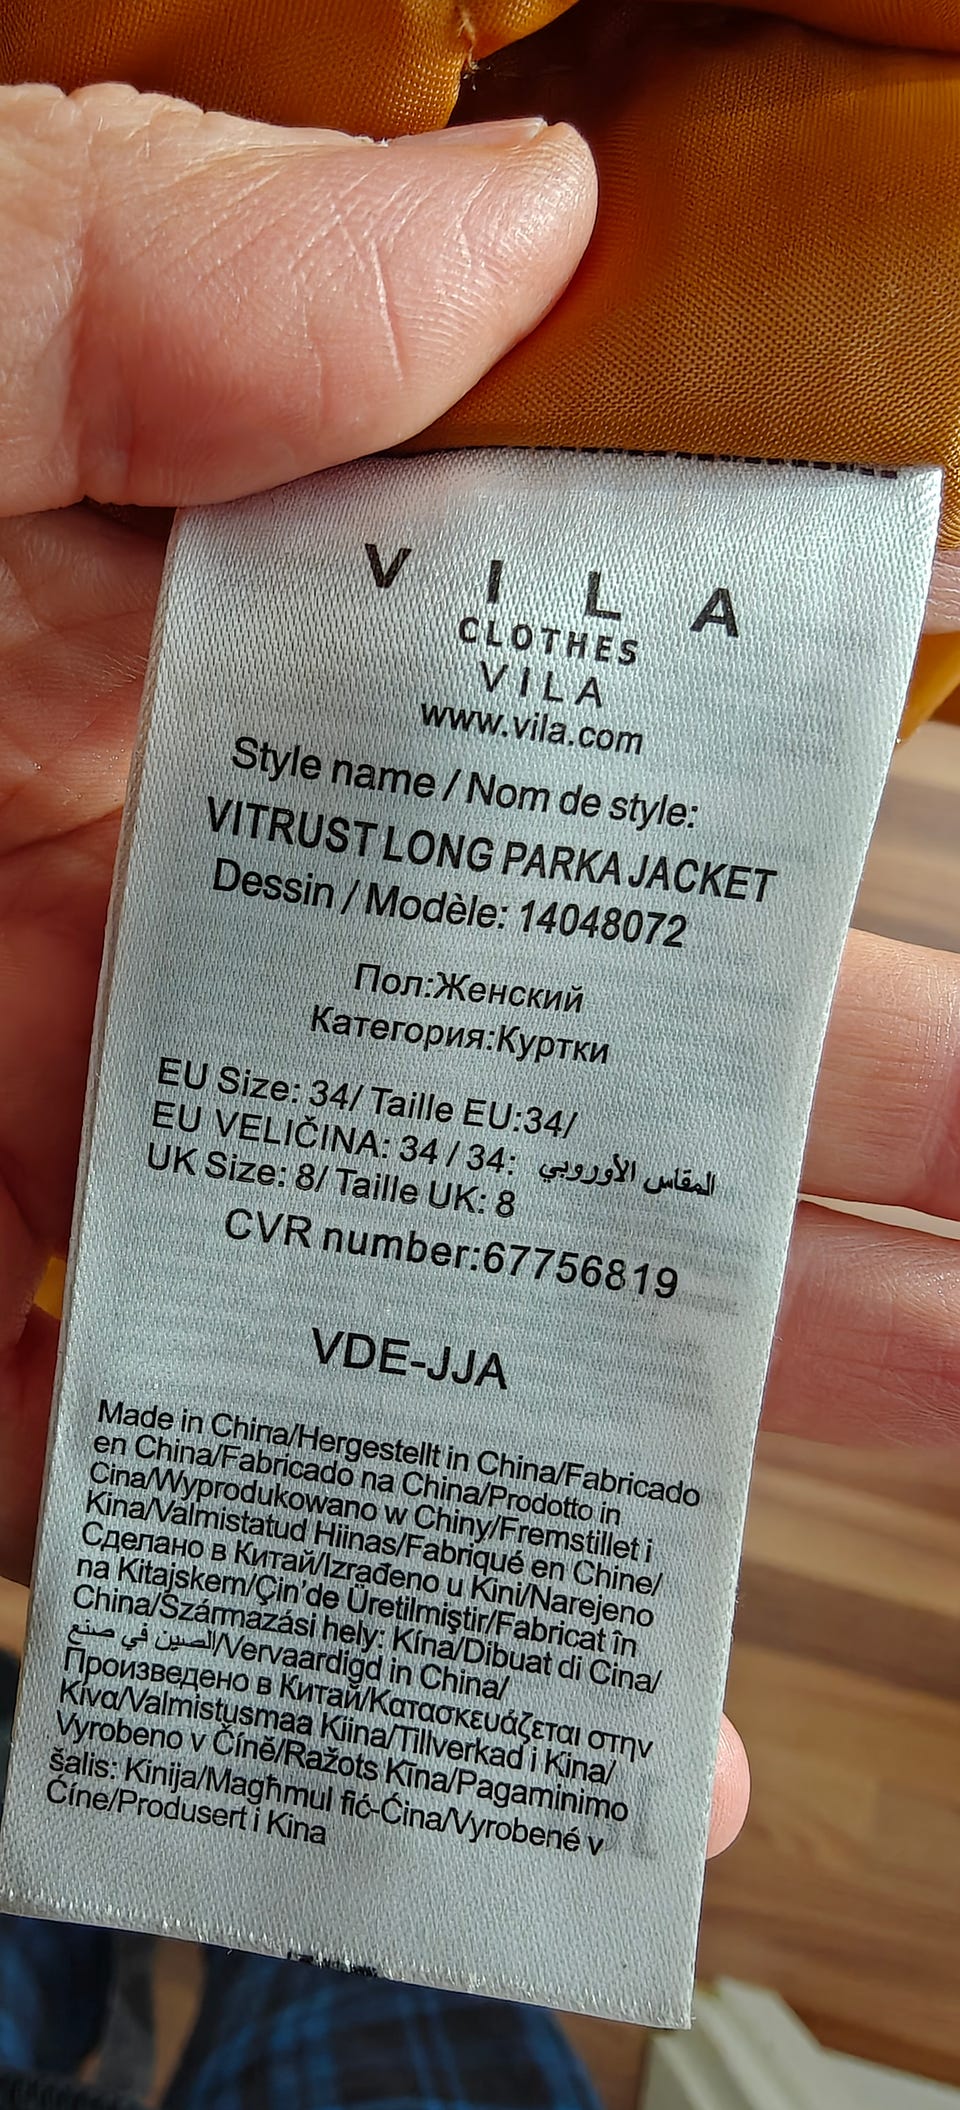 V I L A
CLOTHES
VILA
www.vila.com
Style name / Nom de style:
VITRUST LONG PARKA JACKET
Dessin / Modèle: 14048072
Пол:Женский
Категория:Куртки
EU Size: 34/ Taille EU:34/
EU VELIČINA: 34 / 34: المقاس الأوروبي
UK Size: 8/ Taille UK: 8
CVR number:67756819
VDE-JJA
Made in China/Hergestellt in China/Fabricado
en China/Fabricado na China/Prodotto in
Cina/Wyprodukowano w Chiny/Fremstillet i
Kina/Valmistatud Hiinas/Fabriqué en Chine/
Сделано в Китай/Izrađeno u Kini/Narejeno
na Kitajskem/Çin'de Üretilmiştir/Fabricat în
China/Származási hely: Kína/Dibuat di Cina/
الصين في صنع/Vervaardigd in China/
Произведено в Китай/Κατασκευάζεται στην
Κίνα/Valmistusmaa Kiina/Tillverkad i Kina/
Vyrobeno v Číně/Ražots Ķīna/Pagaminimo
šalis: Kinija/Magħmul fiċ-Ċina/Vyrobené v
Číne/Produsert i Kina